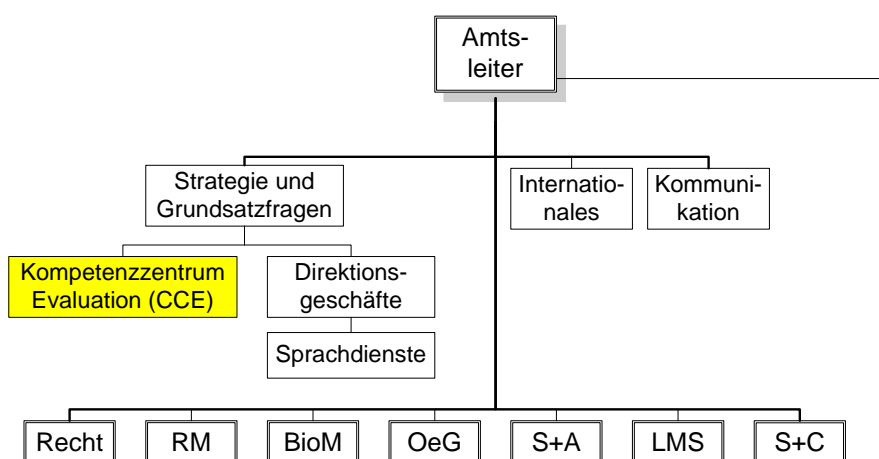 Amts-
leiter
Strategie und
Grundsatzfragen
Internatio-
nales
Kommuni-
kation
Kompetenzzentrum
Evaluation (CCE)
Direktions-
geschäfte
Sprachdienste
Recht
RM
BioM
OeG
S+A
LMS
S+C